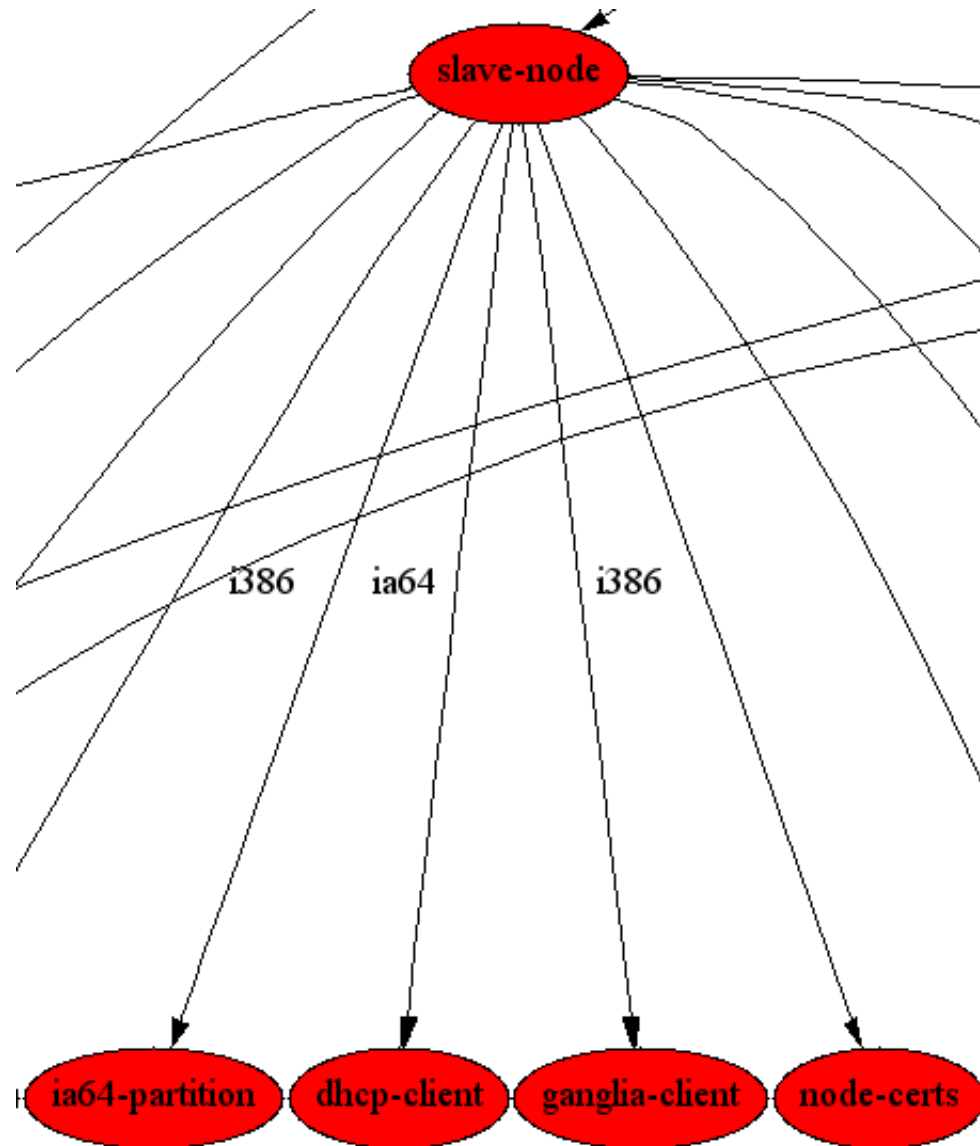 slave-node
i386
ia64
i386
ia64-partition
dhcp-client
ganglia-client
node-certs